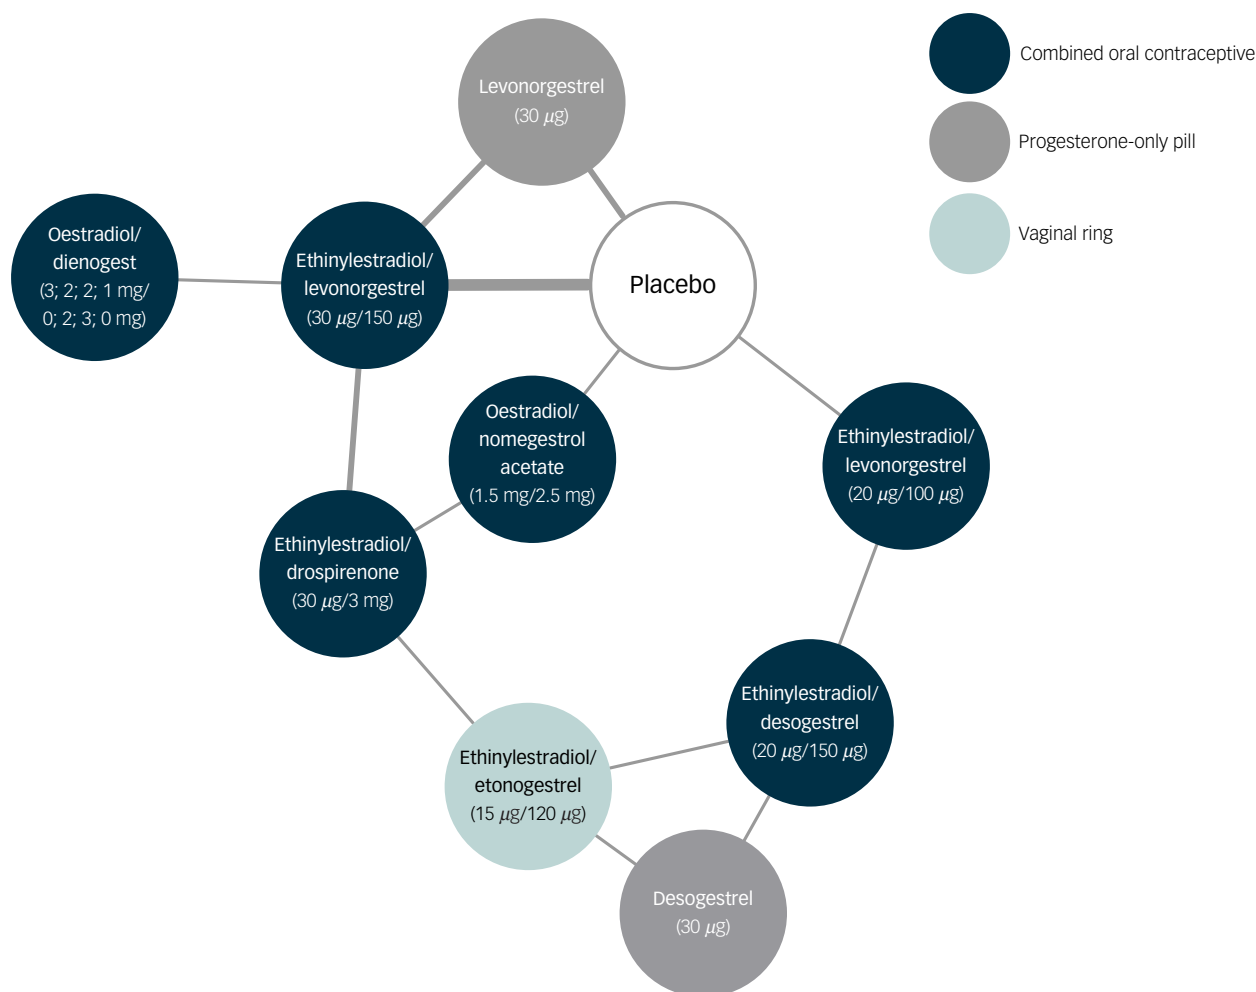 Levonorgestrel
(30 μg)
Combined oral contraceptive
Progesterone-only pill
Vaginal ring
Oestradiol/
dienogest
(3; 2; 2; 1 mg/
0; 2; 3; 0 mg)
Ethinylestradiol/
levonorgestrel
(30 μg/150 μg)
Placebo
Oestradiol/
nomegestrol
acetate
(1.5 mg/2.5 mg)
Ethinylestradiol/
levonorgestrel
(20 μg/100 μg)
Ethinylestradiol/
drospirenone
(30 μg/3 mg)
Ethinylestradiol/
desogestrel
(20 μg/150 μg)
Ethinylestradiol/
etonogestrel
(15 μg/120 μg)
Desogestrel
(30 μg)